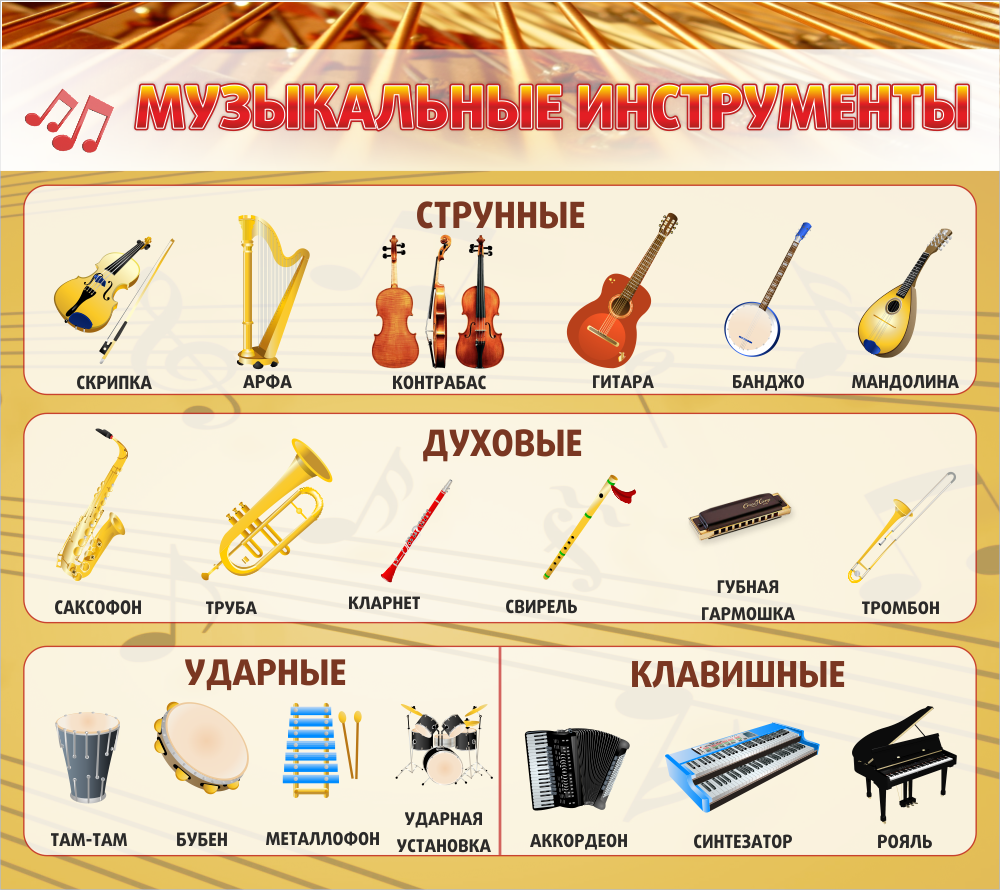 МУЗЫКАЛЬНЫЕ ИНСТРУМЕНТЫ
СТРУННЫЕ
СКРИПКА
АРФА
КОНТРАБАС
ГИТАРА
БАНДЖО
МАНДОЛИНА
ДУХОВЫЕ
САКСОФОН
ТРУБА
КЛАРНЕТ
СВИРЕЛЬ
ГУБНАЯ
ГАРМОШКА
ТРОМБОН
УДАРНЫЕ
ТАМ-ТАМ
БУБЕН
МЕТАЛЛОФОН
УДАРНАЯ
УСТАНОВКА
КЛАВИШНЫЕ
АККОРДЕОН
СИНТЕЗАТОР
РОЯЛЬ